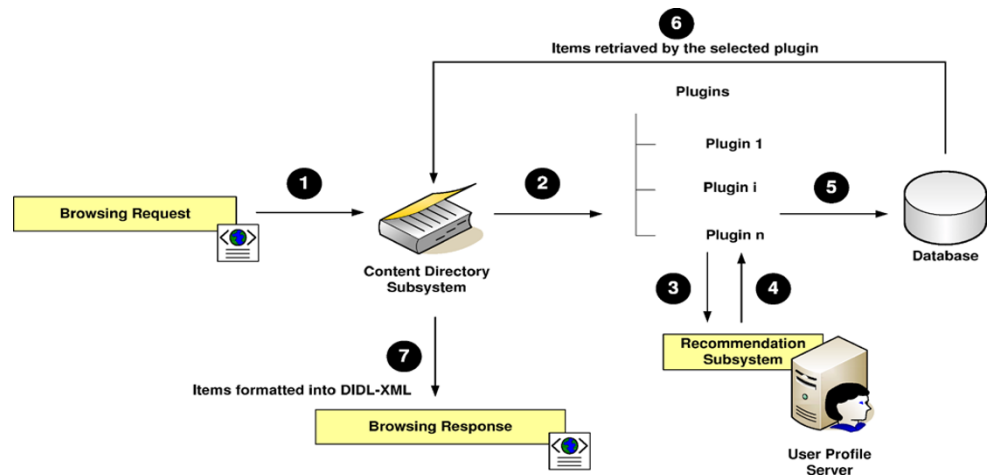 6
Items retriaved by the selected plugin
Plugins
Plugin 1
1
2
Plugin i
5
Browsing Request
Plugin n
Database
Content Directory
Subsystem
3
4
Recommendation
Subsystem
7
Items formatted into DIDL-XML
Browsing Response
User Profile
Server